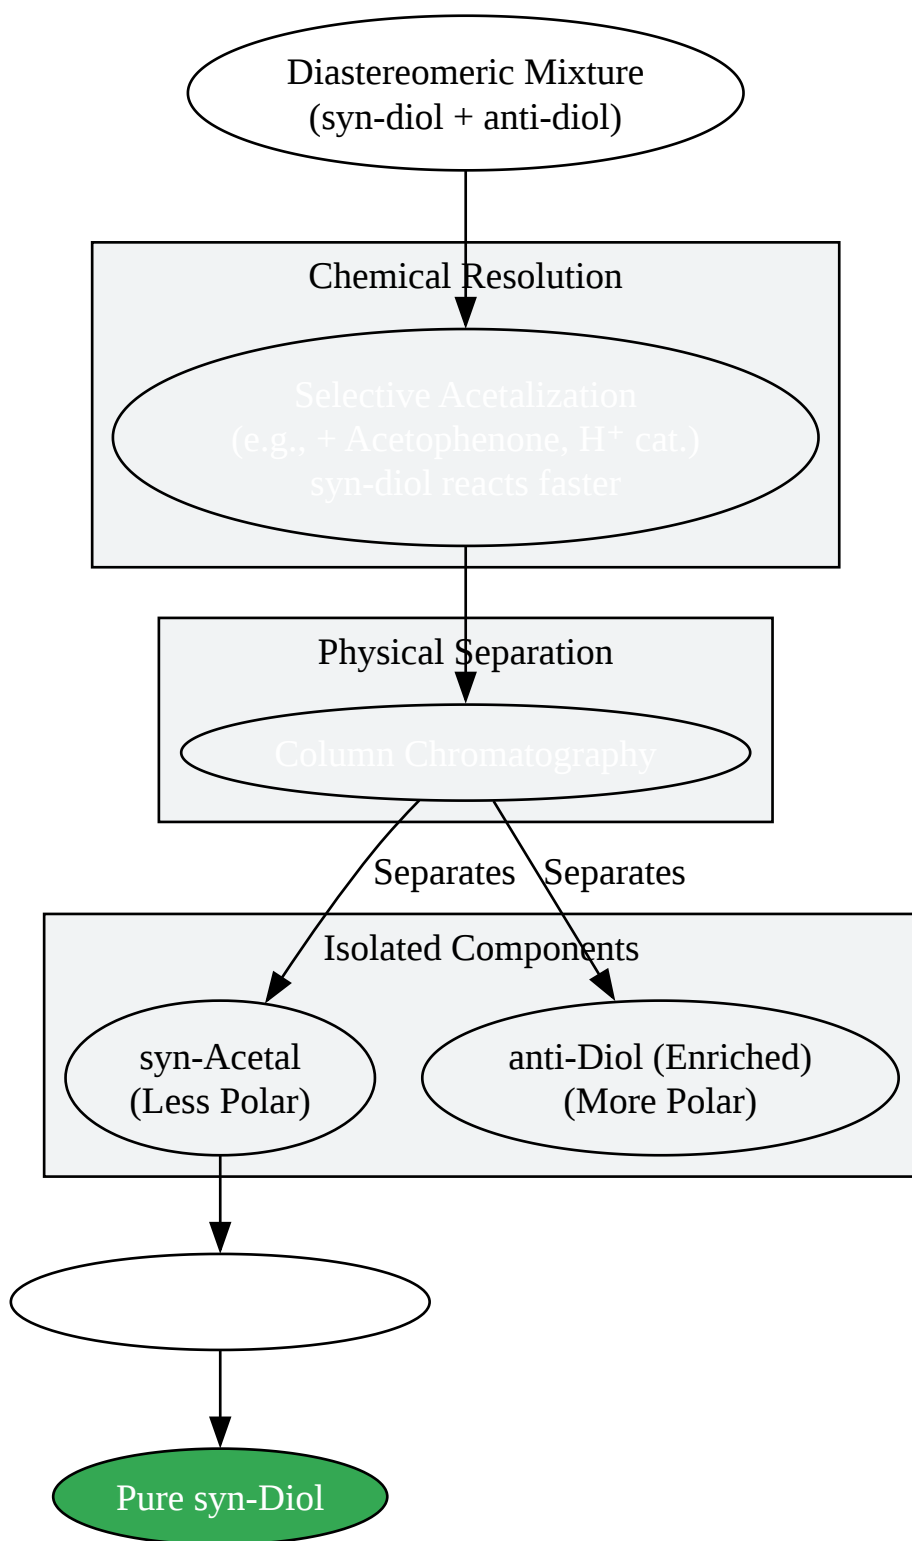 Diastereomeric Mixture
(syn-diol + anti-diol)
Chemical Resolution
Selective Acetalization
(e.g., + Acetophenone, H⁺ cat.)
syn-diol reacts faster
Physical Separation
Column Chromatography
Separates
Separates
Isolated Components
syn-Acetal
(Less Polar)
anti-Diol (Enriched)
(More Polar)
Pure syn-Diol